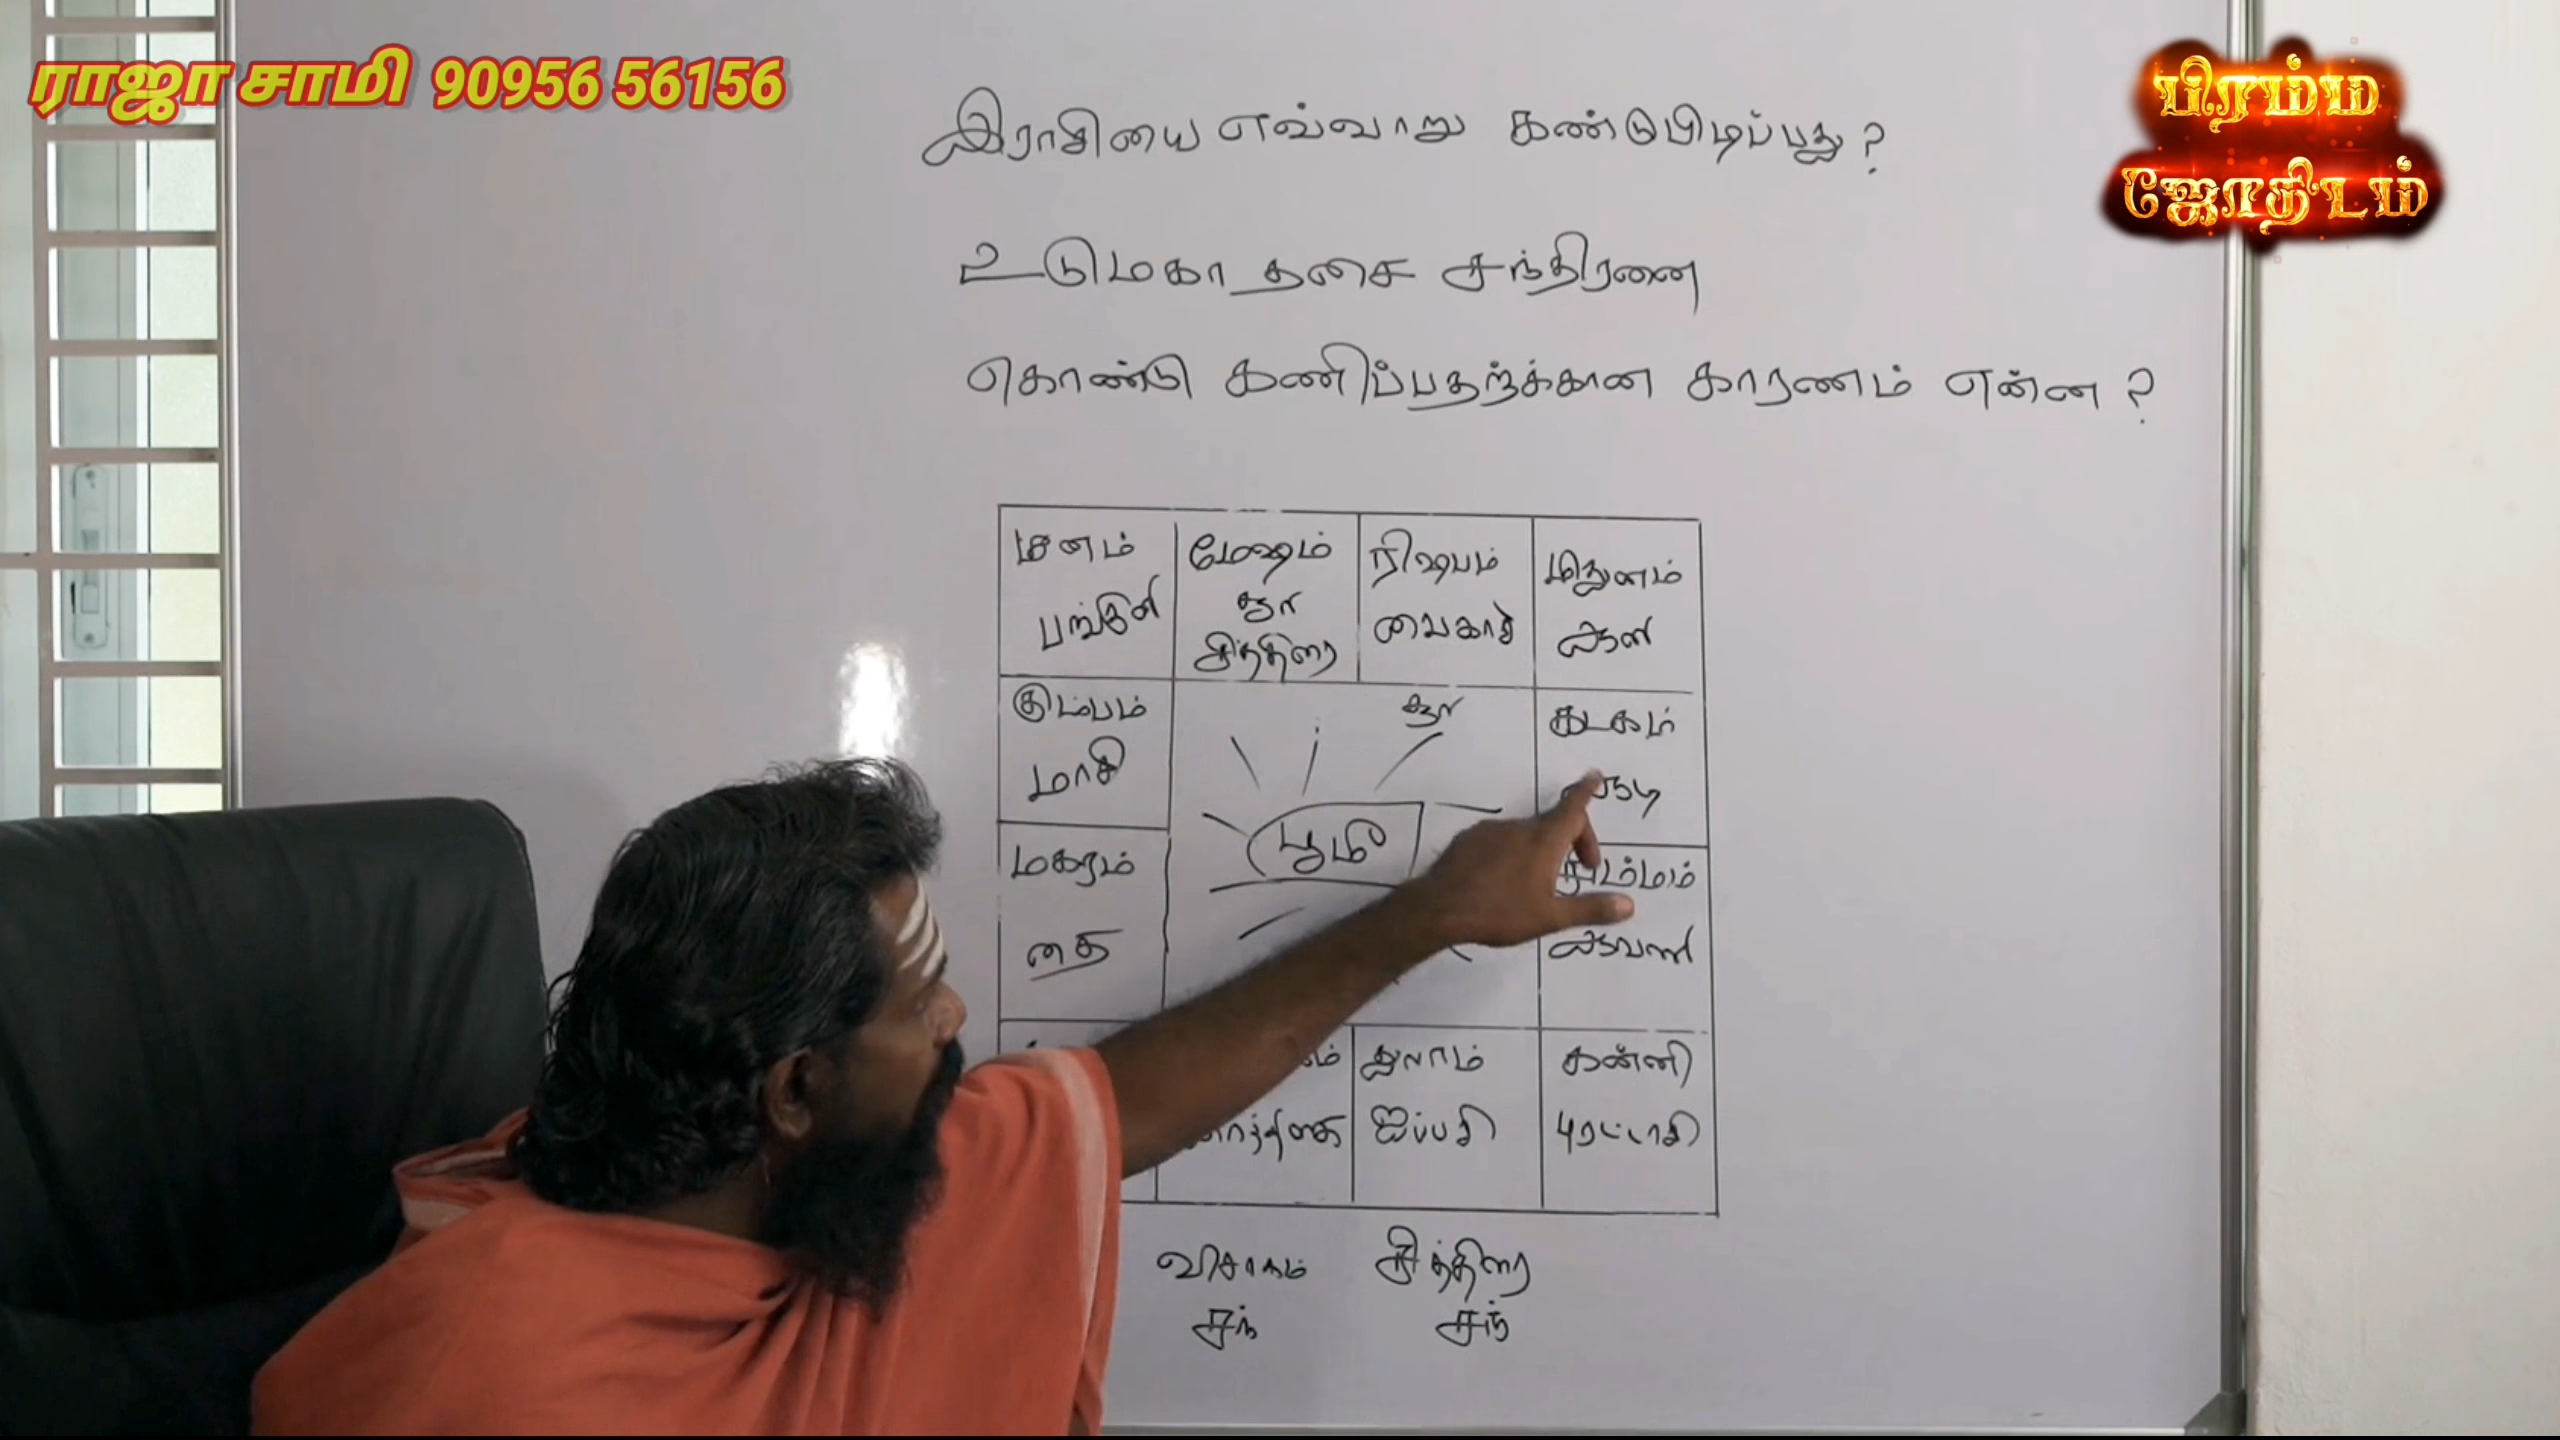 ராஜா சாமி 90956 56156
பிரம்ம
ஜோதிடம்
இராசியை எவ்வாறு கண்டுபிடிப்பது?
உடுமகா தசை சந்திரனை
கொண்டு கணிப்பதற்க்கான காரணம் என்ன?
மீனம் மேஷம் ரிஷபம் மிதுனம்
பங்குனி சூரி வைகாசி ஆனி
சித்திரை
கும்பம் சூரி கடகம்
மாசி
பூமி
மகரம் சிம்மம்
தை ஆவணி
துலாம் கன்னி
ஐப்பசி புரட்டாசி
விசாகம் சித்திரை
சந் சந்